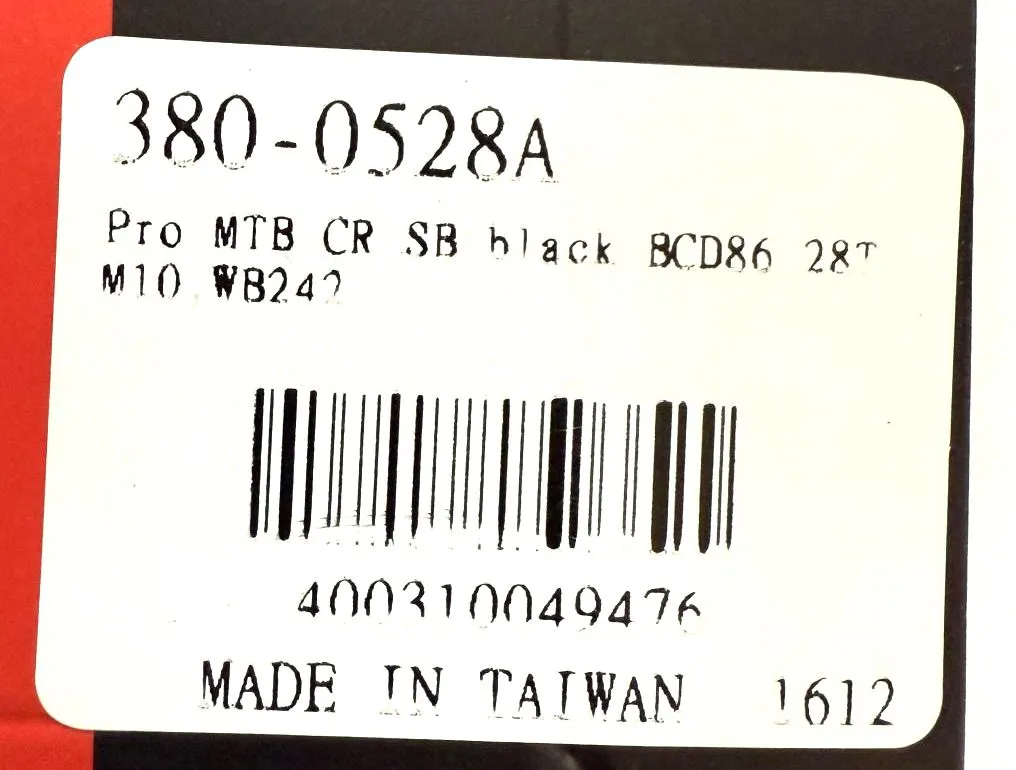 380-0528A
Pro MTB CR SB black BCD86 28T
M10 WB242
400310049476
MADE IN TAIWAN 1612